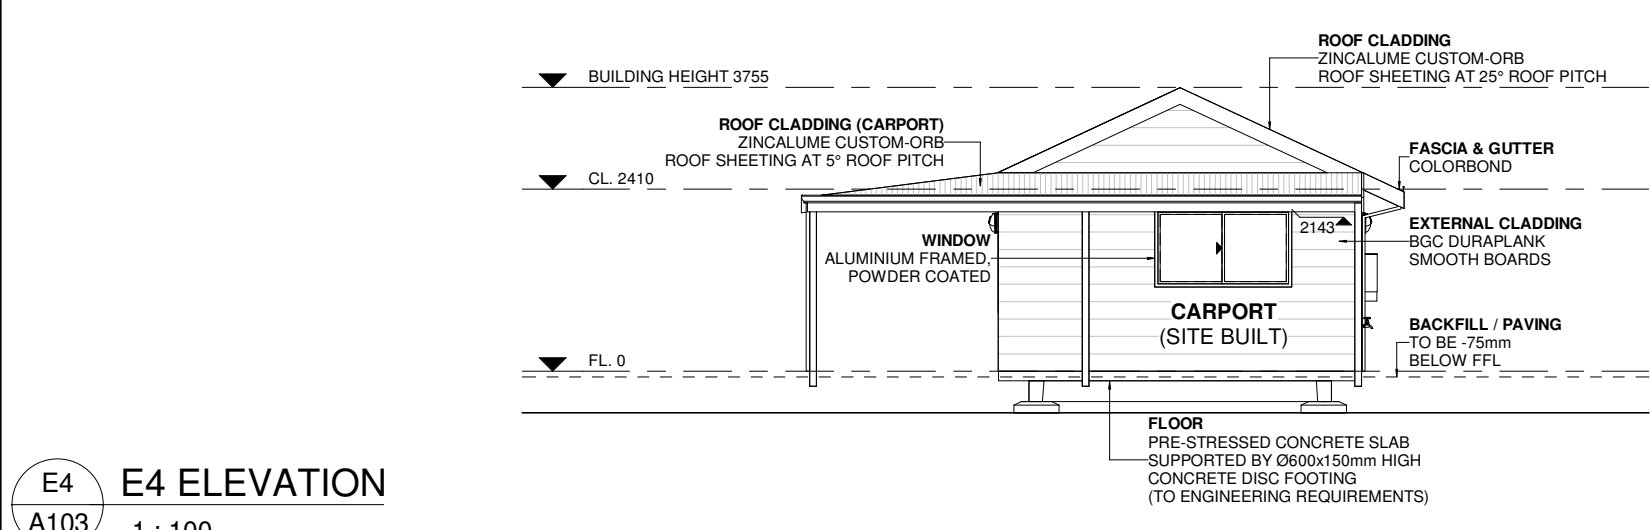 ROOF CLADDING
ZINCALUME CUSTOM-ORB
ROOF SHEETING AT 25° ROOF PITCH
BUILDING HEIGHT 3755
ROOF CLADDING (CARPORT)
ZINCALUME CUSTOM-ORB
ROOF SHEETING AT 5° ROOF PITCH
FASCIA & GUTTER
COLORBOND
CL. 2410
2143
EXTERNAL CLADDING
BGC DURAPLANK
SMOOTH BOARDS
WINDOW
ALUMINIUM FRAMED,
POWDER COATED
CARPORT
(SITE BUILT)
BACKFILL / PAVING
TO BE -75mm
BELOW FFL
FL. 0
FLOOR
PRE-STRESSED CONCRETE SLAB
SUPPORTED BY Ø600x150mm HIGH
CONCRETE DISC FOOTING
(TO ENGINEERING REQUIREMENTS)
E4
E4 ELEVATION
A103
1 : 100